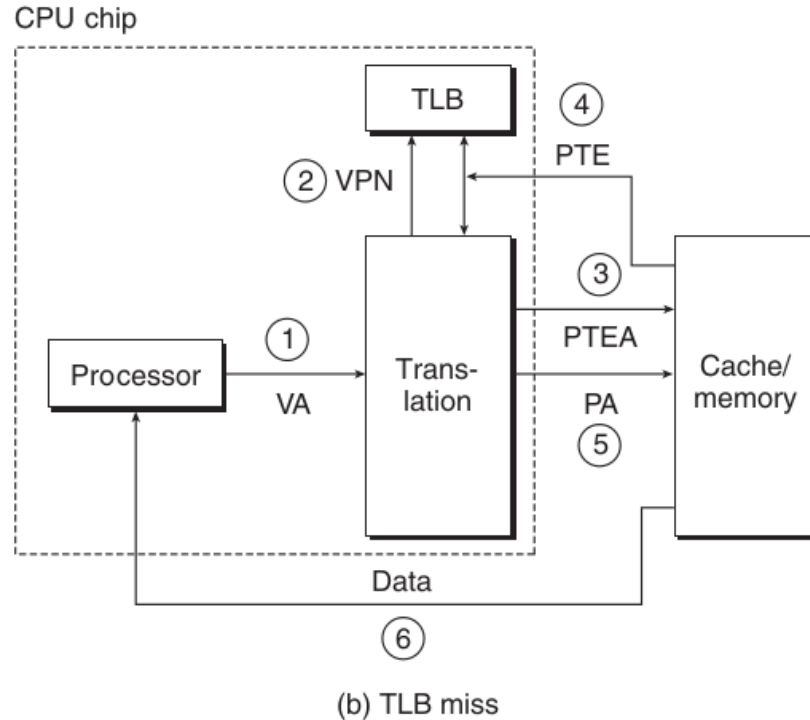 CPU chip
TLB
4
PTE
2 VPN
3
PTEA
1
Processor
VA
Trans-
lation
PA
5
Cache/
memory
Data
6
(b) TLB miss